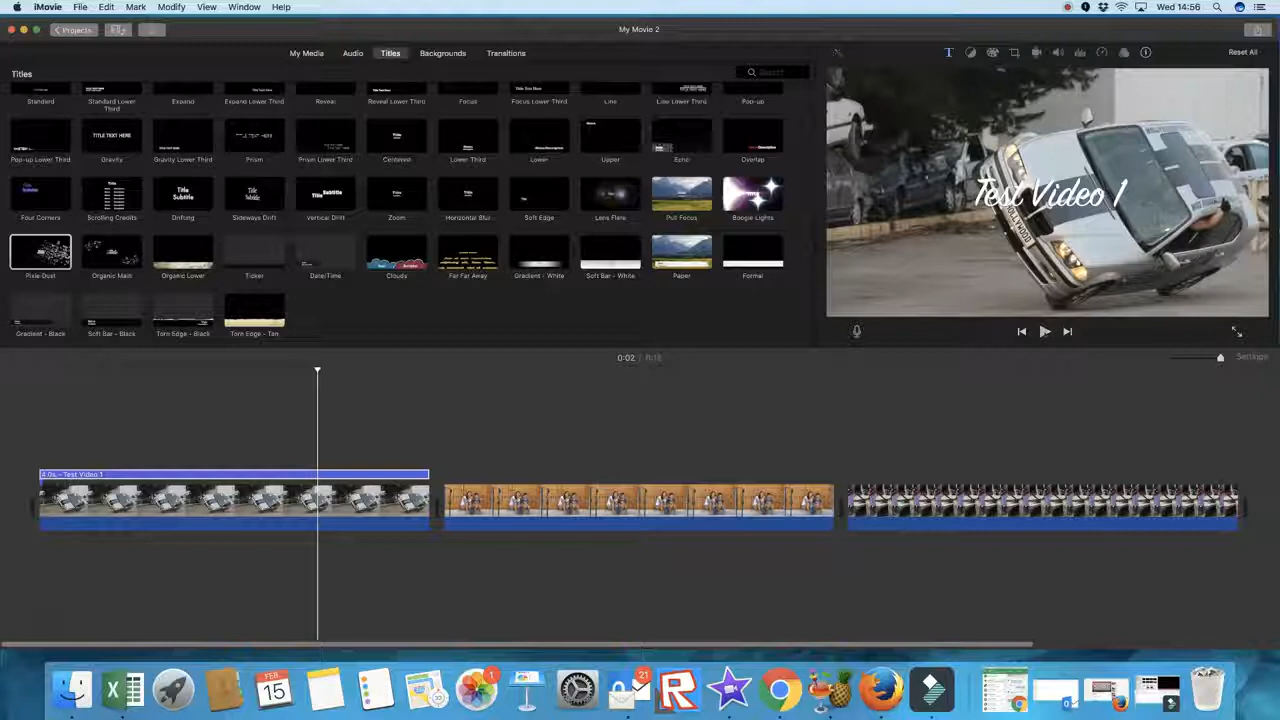 iMovie File Edit Mark Modify View Window Help Wed 14:56
Projects My Movie 2
My Media Audio Titles Backgrounds Transitions Reset All
Titles Search
Standard Standard Lower Third Expand Expand Lower Third Reveal Reveal Lower Third Focus Focus Lower Third Line Line Lower Third Pop-up
TITLE TEXT HERE
Pop-up Lower Third Gravity Gravity Lower Third Prism Prism Lower Third Centered Lower Third Lower Upper Echo Overlap
Title Subtitle
Four Corners Scrolling Credits Drifting Sideways Drift Vertical Drift Zoom Horizontal Blur Soft Edge Lens Flare Pull Focus Boogie Lights
Test Video 1
HOLLYWOOD
Pixie Dust Organic Main Organic Lower Ticker Date/Time Clouds Far Far Away Gradient - White Soft Bar - White Paper Formal
Gradient - Black Soft Bar - Black Torn Edge - Black Torn Edge - Tan
0:02 / 0:12 Settings
4.0s - Test Video 1
FEB
15
1
21